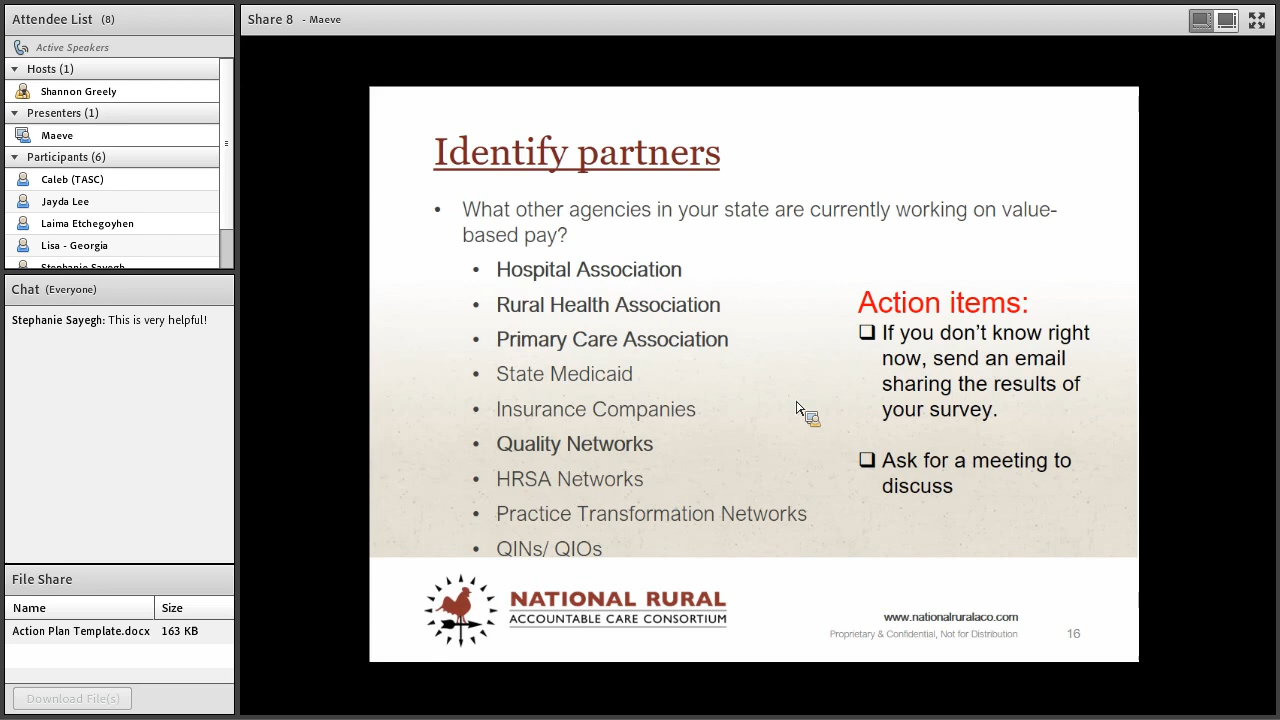 Attendee List (8)
Active Speakers
Hosts (1)
Shannon Greely
Presenters (1)
Maeve
Participants (6)
Caleb (TASC)
Jayda Lee
Laima Etchegoyhen
Lisa - Georgia
Stephanie Sayegh
Chat (Everyone)
Stephanie Sayegh: This is very helpful!
File Share
Name Size
Action Plan Template.docx 163 KB
Download File(s)
Share 8 - Maeve
Identify partners
• What other agencies in your state are currently working on value-
based pay?
• Hospital Association
• Rural Health Association
• Primary Care Association
• State Medicaid
• Insurance Companies
• Quality Networks
• HRSA Networks
• Practice Transformation Networks
• QINs/ QIOs
Action items:
❑ If you don’t know right
now, send an email
sharing the results of
your survey.
❑ Ask for a meeting to
discuss
NATIONAL RURAL
ACCOUNTABLE CARE CONSORTIUM
www.nationalruralaco.com
Proprietary & Confidential, Not for Distribution 16